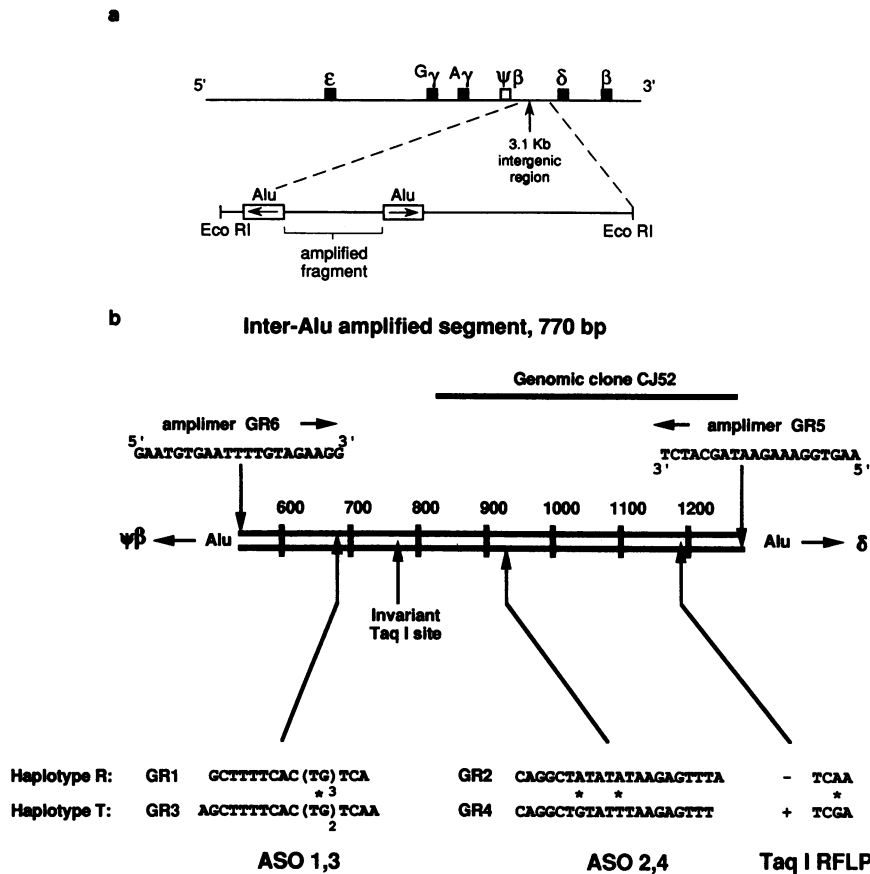 a
5' ε Gγ Aγ ψβ δ β 3'
3.1 Kb
intergenic
region
Alu Alu
Eco RI Eco RI
amplified
fragment
b
Inter-Alu amplified segment, 770 bp
Genomic clone CJ52
amplimer GR6
5' GAATGTGAATTTTGTAGAAGG 3'
amplimer GR5
3' TCTACGATAAGAAAGGTGAA 5'
600 700 800 900 1000 1100 1200
ψβ Alu Alu δ
Invariant
Taq I site
Haplotype R: GR1 GCTTTTCAC (TG)3 TCA GR2 CAGGCTATATATAAGAGTTTA - TCAA
* * * *
Haplotype T: GR3 AGCTTTTCAC (TG)2 TCAA GR4 CAGGCTGTATTTAAGAGTTT + TCGA
ASO 1,3 ASO 2,4 Taq I RFLP